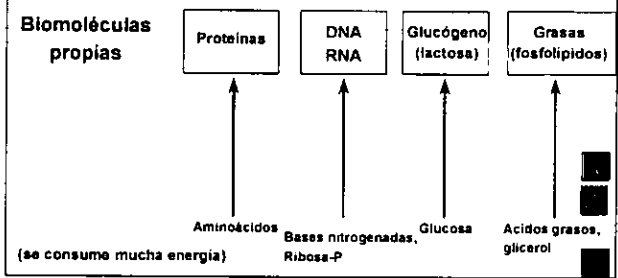 Biomoléculas
propias
Proteínas
DNA
RNA
Glucógeno
(lactosa)
Grasas
(fosfolípidos)
Aminoácidos
Bases nitrogenadas,
Ribosa-P
Glucosa
Acidos grasos,
glicerol
(se consume mucha energía)